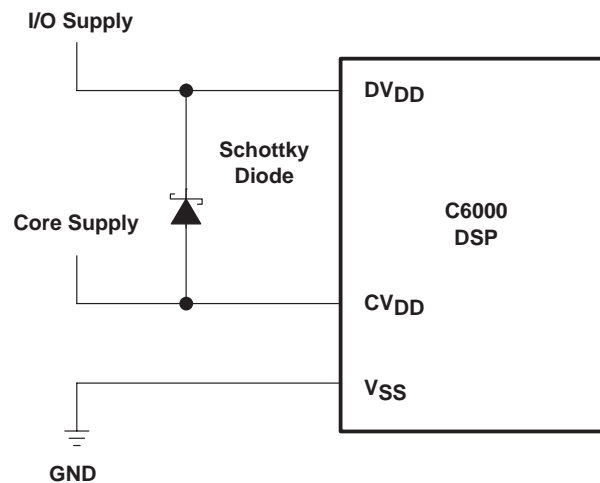 I/O Supply
DVDD
Schottky
Diode
C6000
DSP
Core Supply
CVDD
VSS
GND